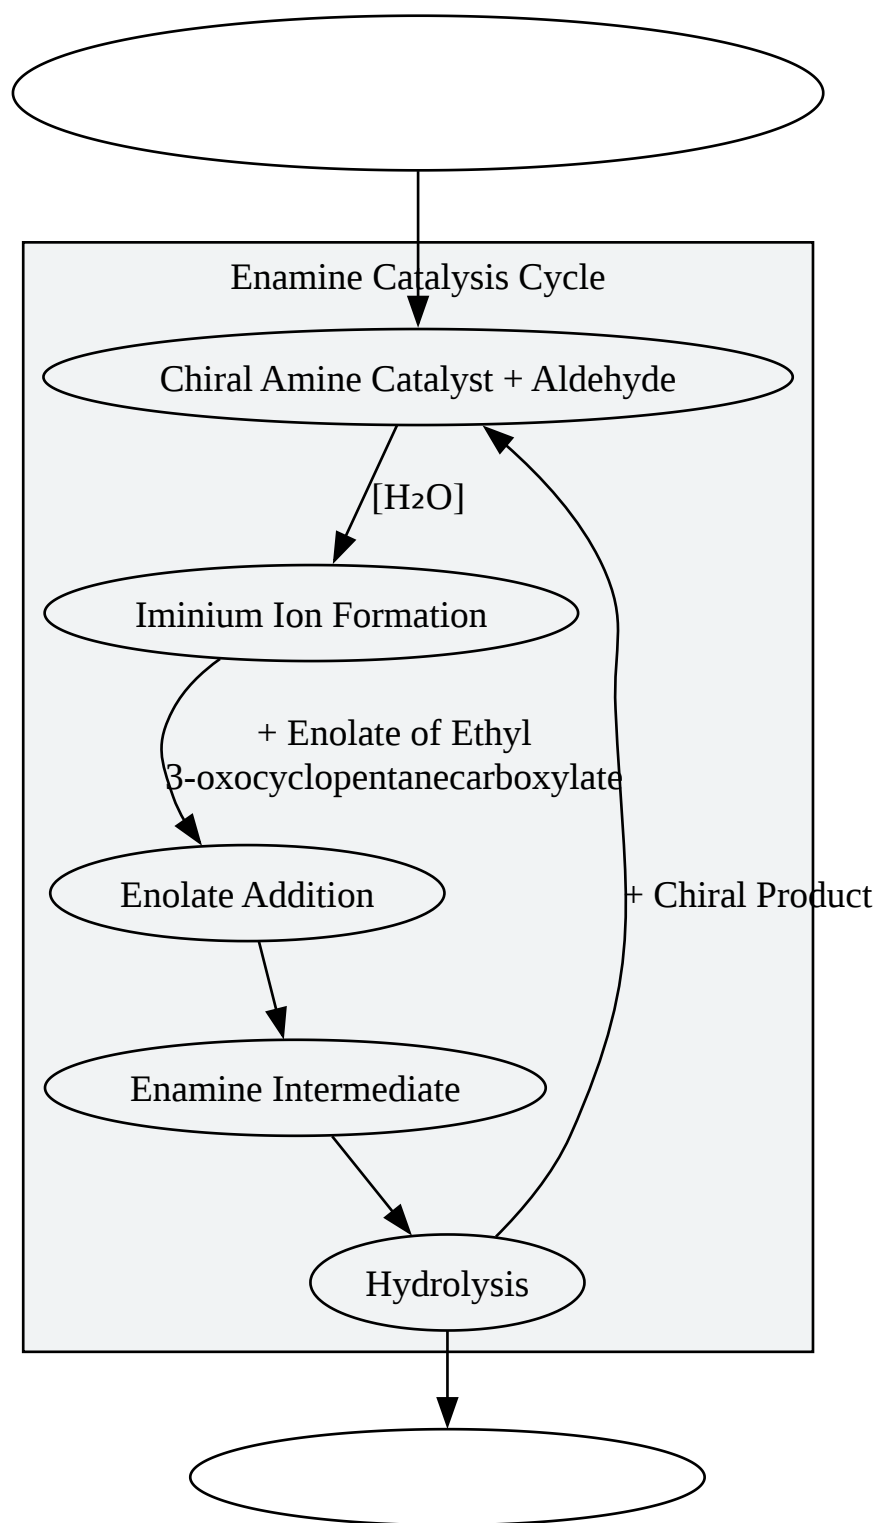 Enamine Catalysis Cycle
Chiral Amine Catalyst + Aldehyde
[H₂O]
Iminium Ion Formation
+ Enolate of Ethyl
3-oxocyclopentanecarboxylate
Enolate Addition
+ Chiral Product
Enamine Intermediate
Hydrolysis